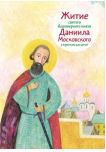 Житие
святого
благоверного князя
Даниила
Московского
в пересказе для детей